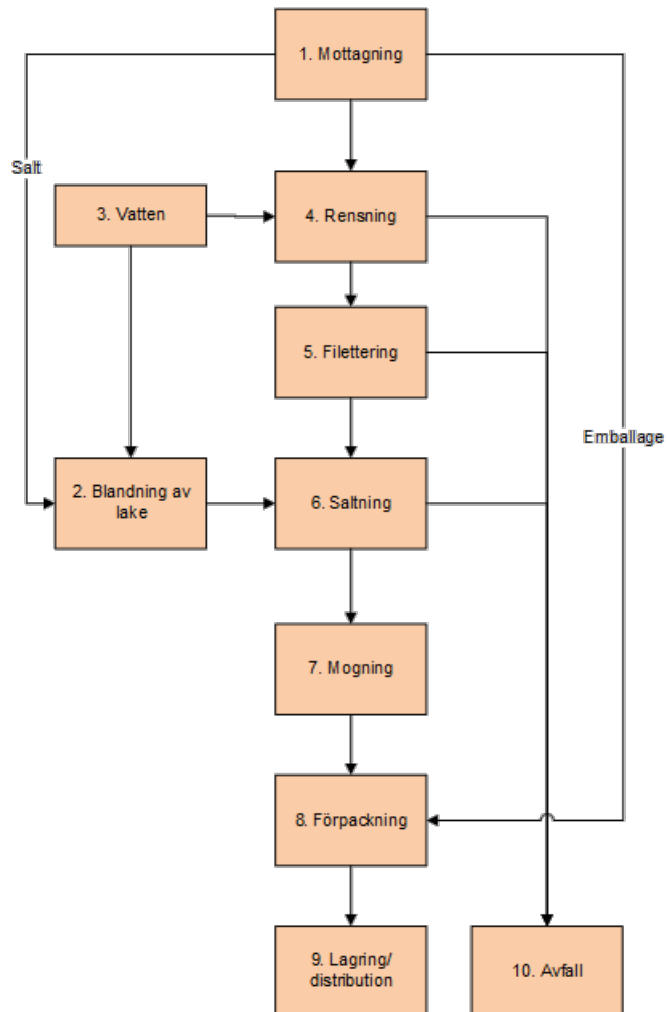 1. Mottagning
Salt
3. Vatten
4. Rensning
5. Filettering
Emballage
2. Blandning av
lake
6. Saltning
7. Mogning
8. Förpackning
9. Lagring/
distribution
10. Avfall